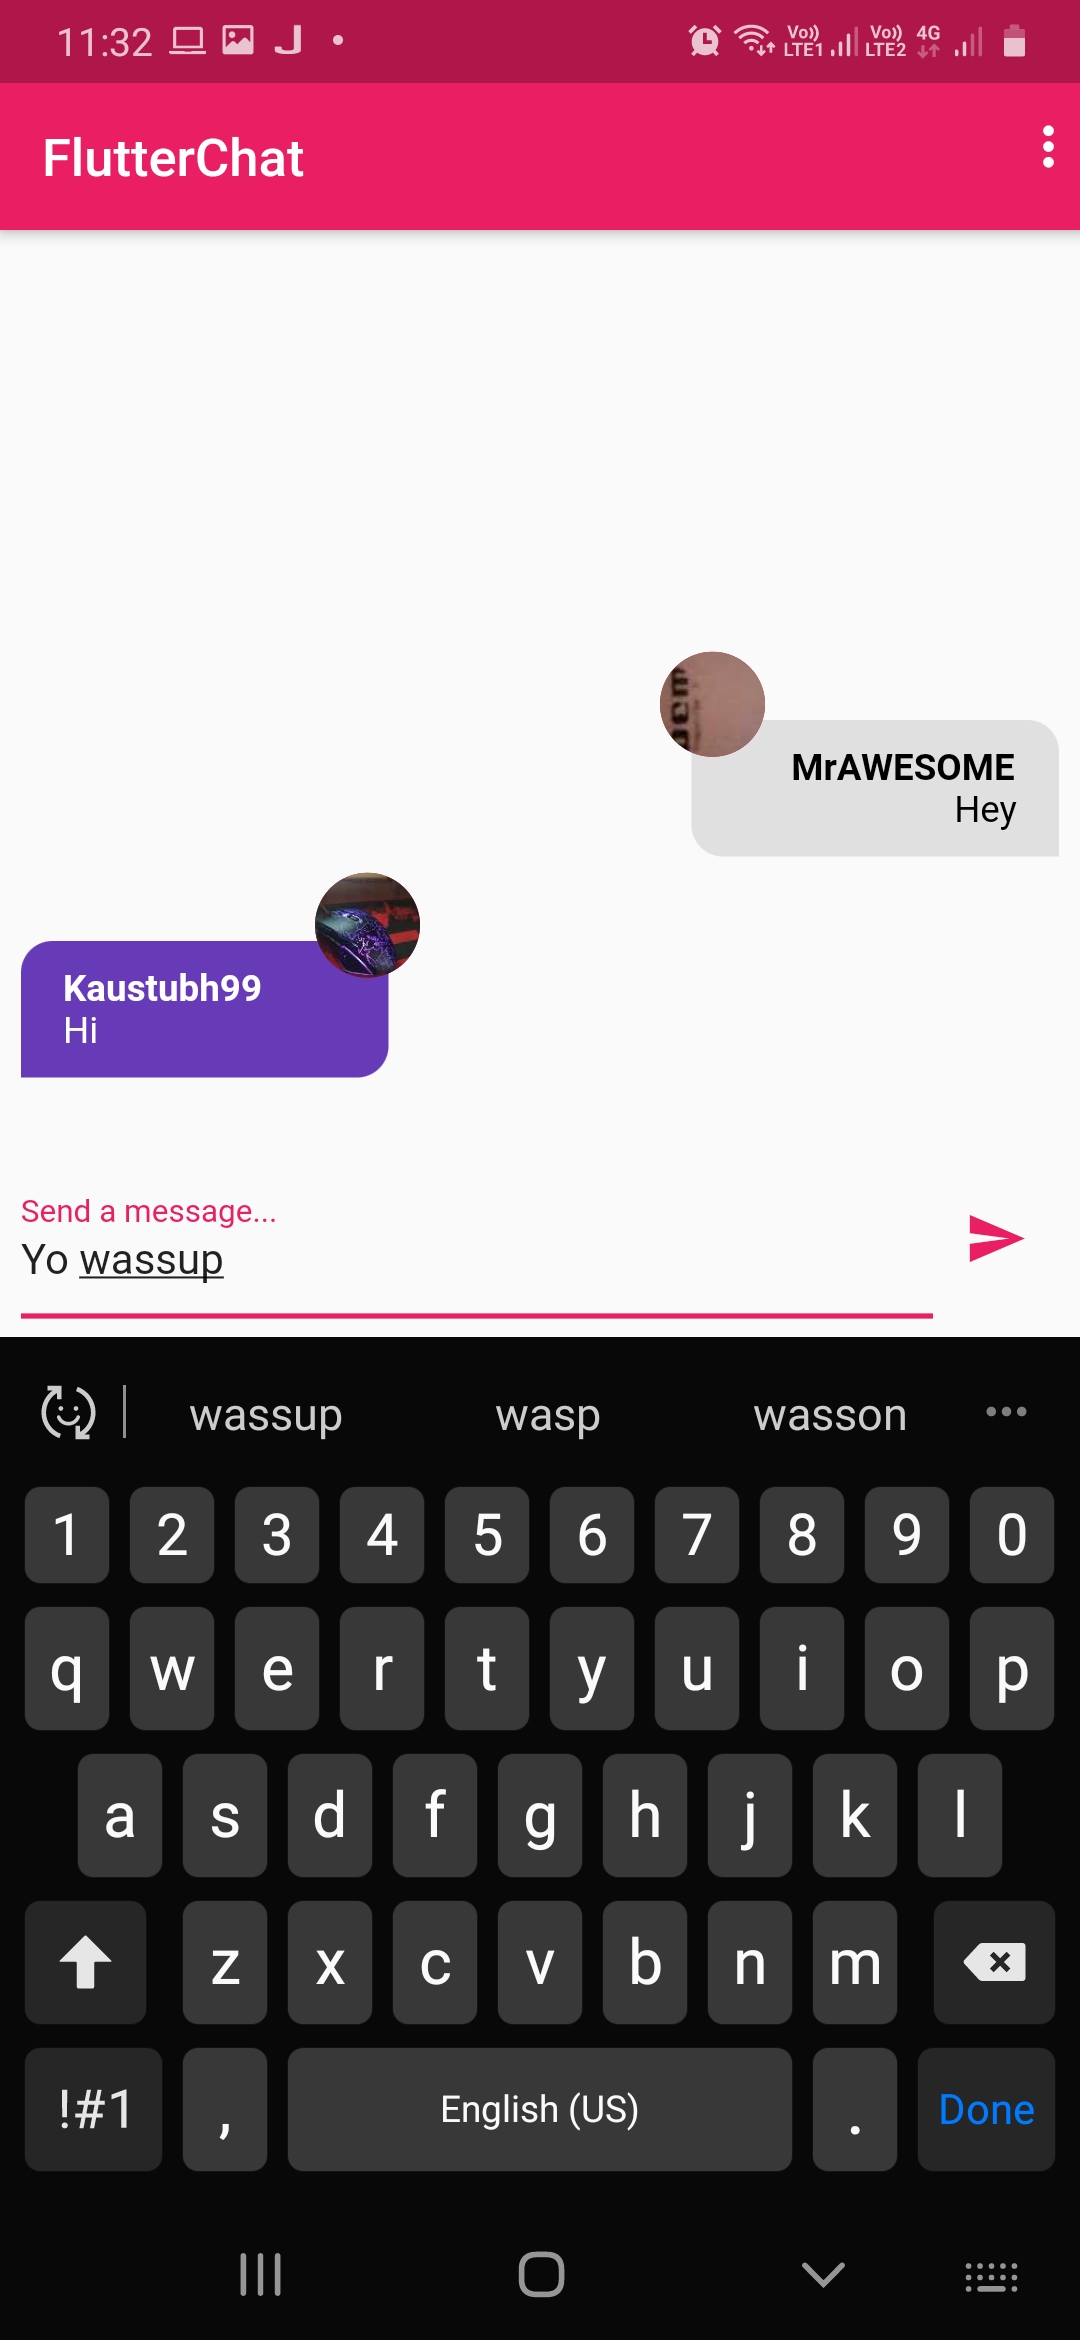 11:32 Vo)) LTE1 Vo)) LTE2 4G
FlutterChat
MrAWESOME
Hey
Kaustubh99
Hi
Send a message...
Yo wassup
wassup wasp wasson
1 2 3 4 5 6 7 8 9 0
q w e r t y u i o p
a s d f g h j k l
z x c v b n m
!#1 , English (US) . Done